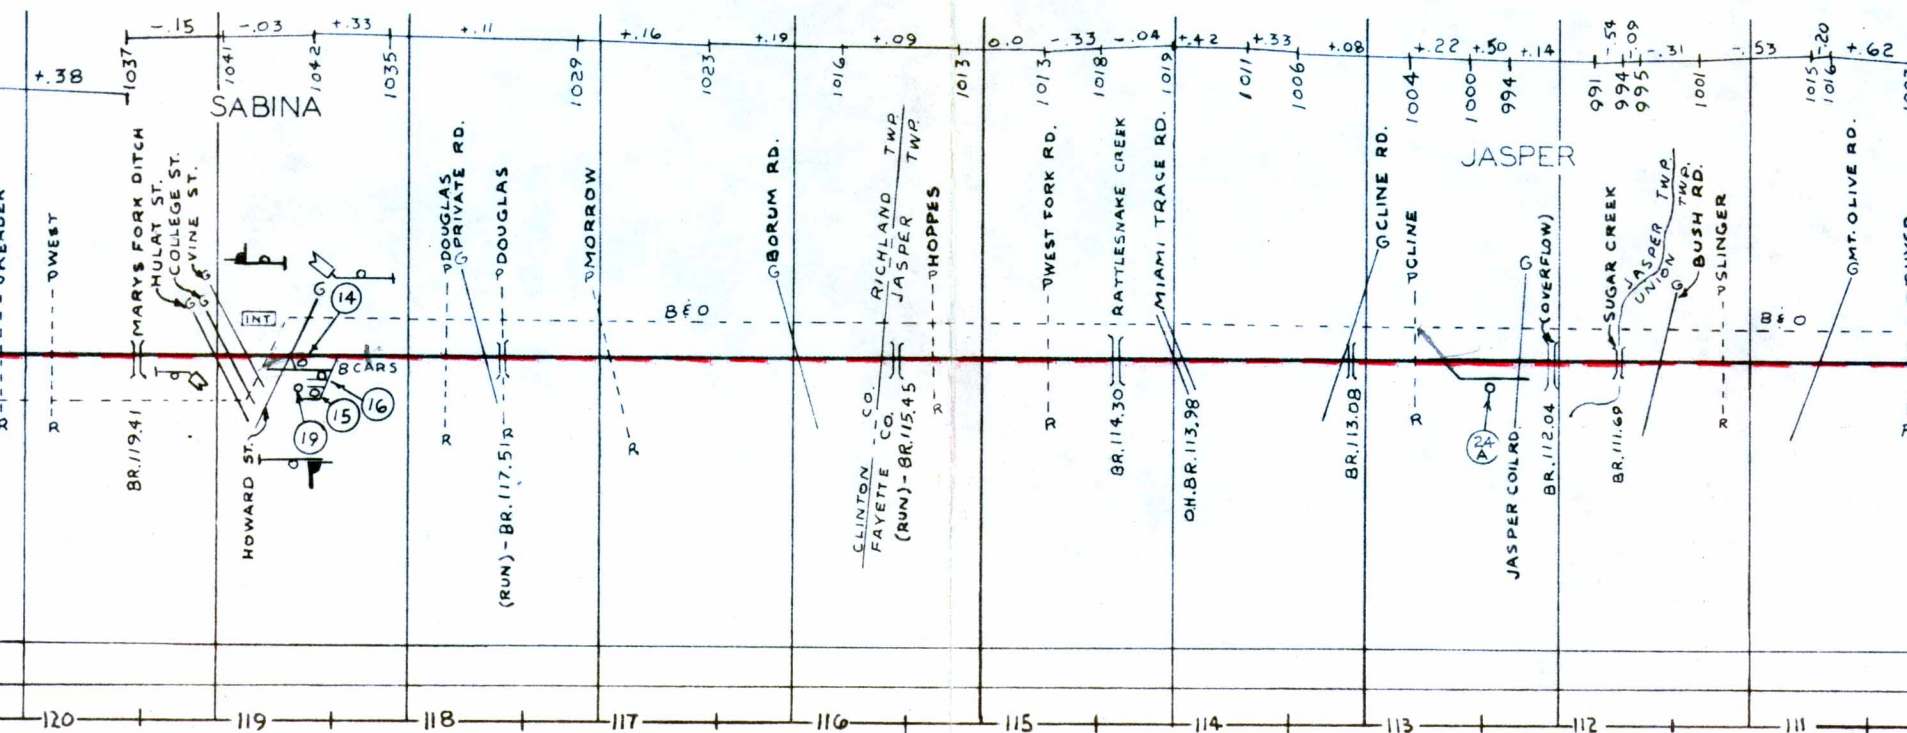 -.15 -.03 +.33 +.11 +.16 +.19 +.09 0.0 -.33 -.04 +.42 +.33 +.08 +.22 +.50 +.14 -.54 -.09 -.31 -.53 -.20 +.62
+.38
1037 1041 1042 1035 1029 1023 1016 1013 1013 1018 1019 1011 1006 1004 1000 994 991 994 995 1001 1015 1016
SABINA
JASPER
P WEST
MARYS FORK DITCH
HULAT ST.
COLLEGE ST.
VINE ST.
P DOUGLAS
G PRIVATE RD.
P DOUGLAS
P MORROW
G BORUM RD.
RICHLAND TWP.
JASPER TWP.
P HOPPES
P WEST FORK RD.
RATTLESNAKE CREEK
MIAMI TRACE RD.
G CLINE RD.
P CLINE
G
(OVERFLOW)
SUGAR CREEK
JASPER TWP.
UNION TWP.
G BUSH RD.
P SLINGER
G MT. OLIVE RD.
G
G
G
G
14
INT
B & O
B & O
8 CARS
16
15
19
24 A
R
R
R
R
R
R
R
R
R
BR.119.41
HOWARD ST.
(RUN)-BR.117.51
CLINTON CO.
FAYETTE CO.
(RUN)-BR.115.45
BR.114.30
O.H.BR.113.98
BR.113.08
JASPER COIL RD.
BR.112.04
BR.111.69
120 119 118 117 116 115 114 113 112 111